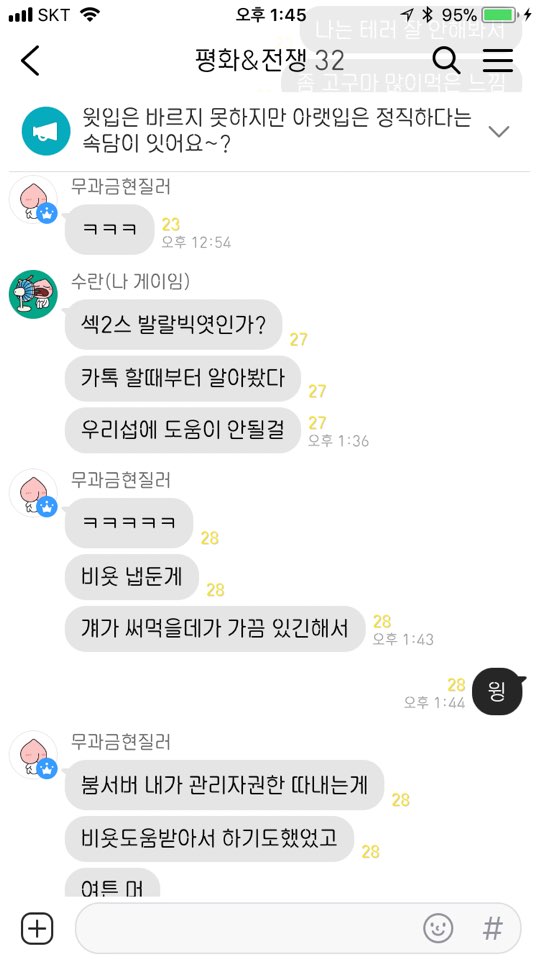 SKT 오후 1:45 95%
나는 테러 잘 안해봐서
평화&전쟁 32
좀 고구마 많이먹은 느낌
윗입은 바르지 못하지만 아랫입은 정직하다는
속담이 잇어요~?
무과금현질러
ㅋㅋㅋ 23
오후 12:54
수란(나 게이임)
섹2스 발랄빅엿인가?
27
카톡 할때부터 알아봤다
27
우리섭에 도움이 안될걸 27
오후 1:36
무과금현질러
ㅋㅋㅋㅋㅋ
28
비욧 냅둔게
28
걔가 써먹을데가 가끔 있긴해서 28
오후 1:43
28 윙
오후 1:44
무과금현질러
붐서버 내가 관리자권한 따내는게
28
비욧도움받아서 하기도했었고
28
여튼 머
#